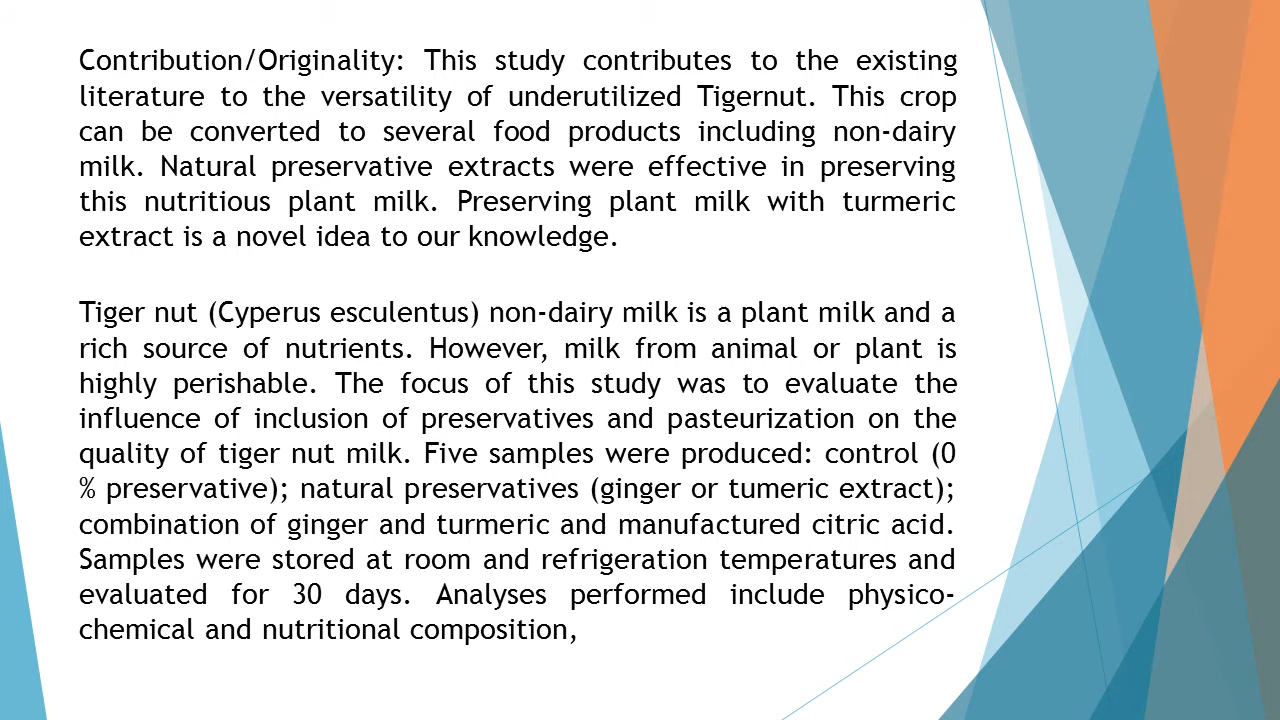 Contribution/Originality: This study contributes to the existing
literature to the versatility of underutilized Tigernut. This crop
can be converted to several food products including non-dairy
milk. Natural preservative extracts were effective in preserving
this nutritious plant milk. Preserving plant milk with turmeric
extract is a novel idea to our knowledge.
Tiger nut (Cyperus esculentus) non-dairy milk is a plant milk and a
rich source of nutrients. However, milk from animal or plant is
highly perishable. The focus of this study was to evaluate the
influence of inclusion of preservatives and pasteurization on the
quality of tiger nut milk. Five samples were produced: control (0
% preservative); natural preservatives (ginger or tumeric extract);
combination of ginger and turmeric and manufactured citric acid.
Samples were stored at room and refrigeration temperatures and
evaluated for 30 days. Analyses performed include physico-
chemical and nutritional composition,